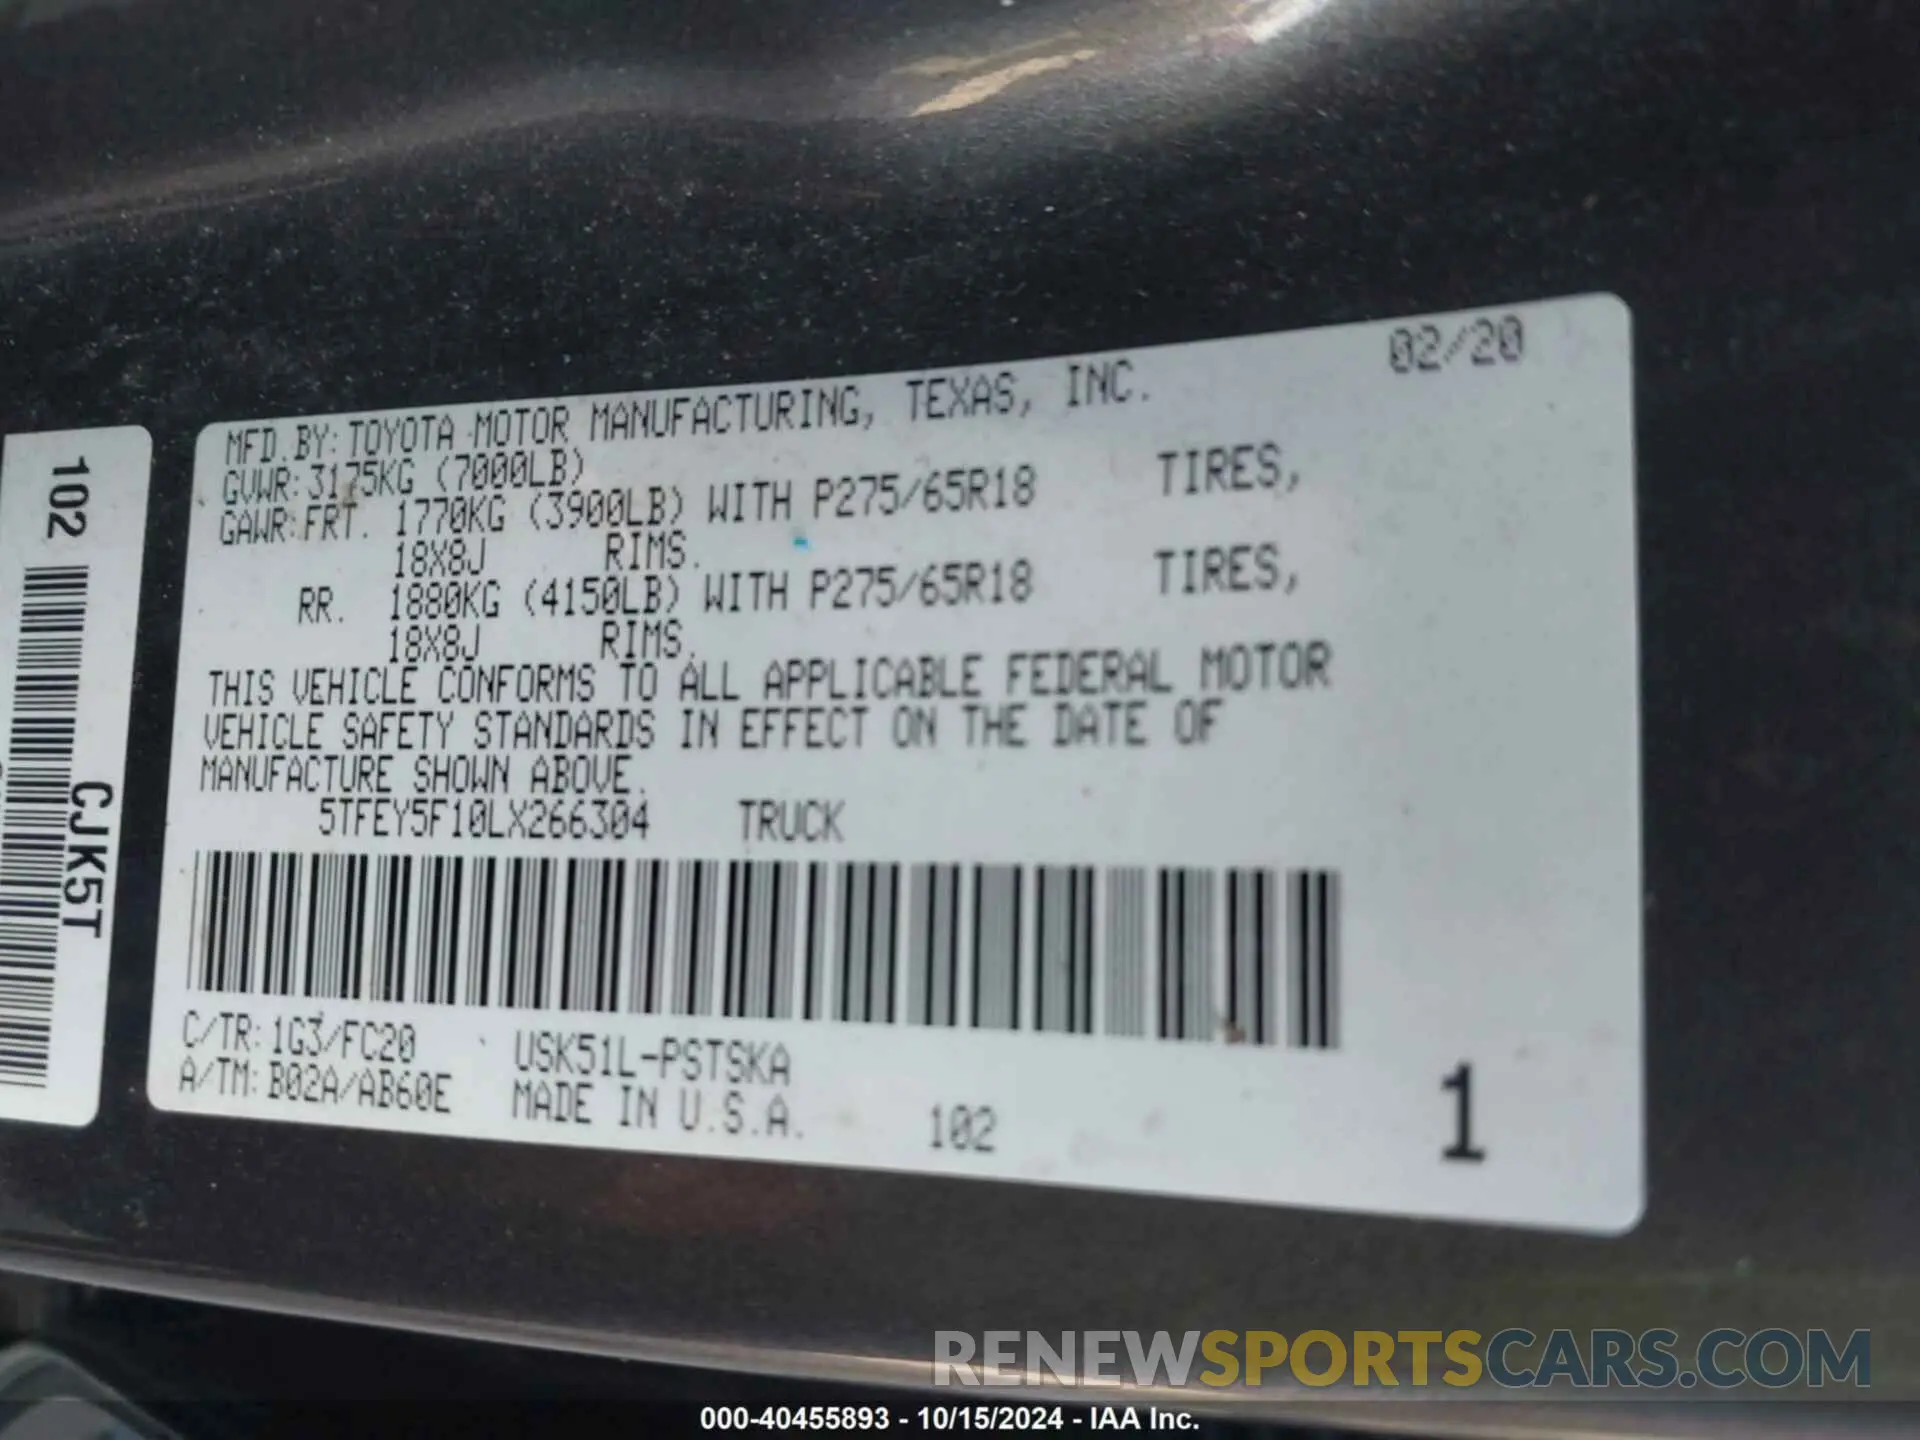 MFD. BY: TOYOTA MOTOR MANUFACTURING, TEXAS, INC. 02/20
GVWR: 3175KG (7000LB)
GAWR: FRT. 1770KG (3900LB) WITH P275/65R18 TIRES,
18X8J RIMS.
RR. 1880KG (4150LB) WITH P275/65R18 TIRES,
18X8J RIMS.
THIS VEHICLE CONFORMS TO ALL APPLICABLE FEDERAL MOTOR
VEHICLE SAFETY STANDARDS IN EFFECT ON THE DATE OF
MANUFACTURE SHOWN ABOVE.
5TFEY5F10LX266304 TRUCK
C/TR: 1G3/FC20 USK51L-PSTSKA
A/TM: B02A/AB60E MADE IN U.S.A. 102 1
102
CJK5T
RENEWSPORTSCARS.COM
000-40455893 - 10/15/2024 - IAA Inc.